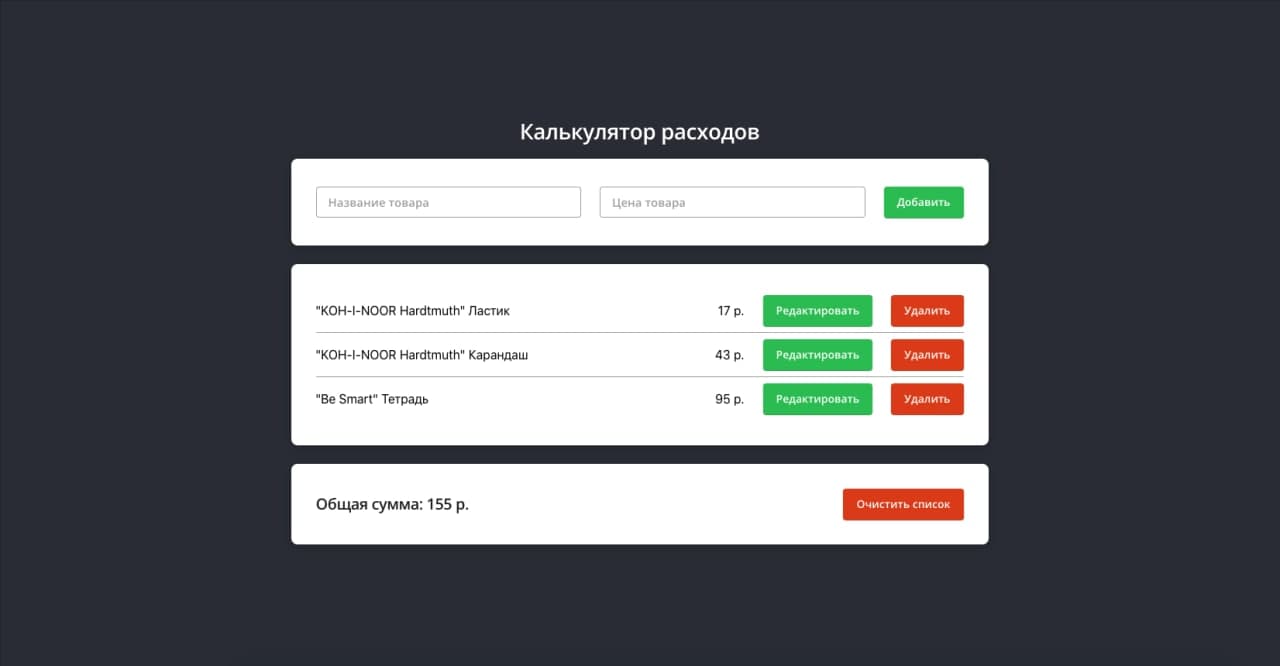 Калькулятор расходов
Название товара Цена товара Добавить
"KOH-I-NOOR Hardtmuth" Ластик 17 р. Редактировать Удалить
"KOH-I-NOOR Hardtmuth" Карандаш 43 р. Редактировать Удалить
"Be Smart" Тетрадь 95 р. Редактировать Удалить
Общая сумма: 155 р. Очистить список